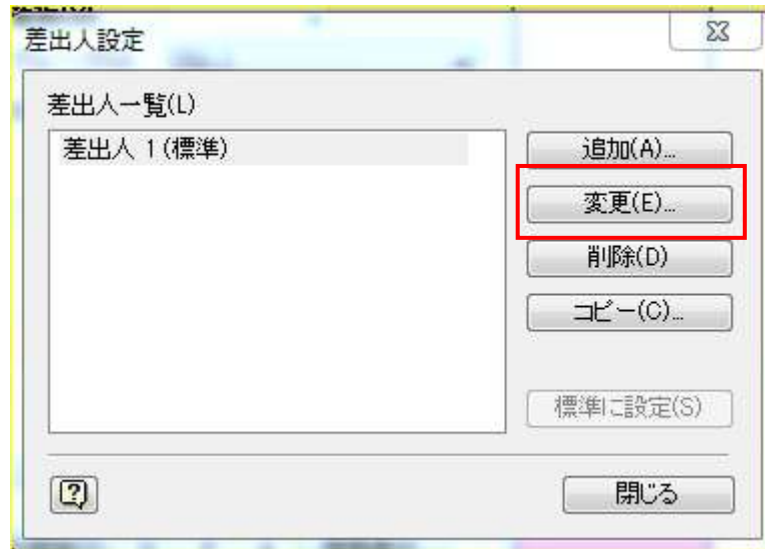 差出人設定
差出人一覧(L)
差出人 1(標準)
追加(A)...
変更(E)...
削除(D)
コピー(C)...
標準に設定(S)
閉じる